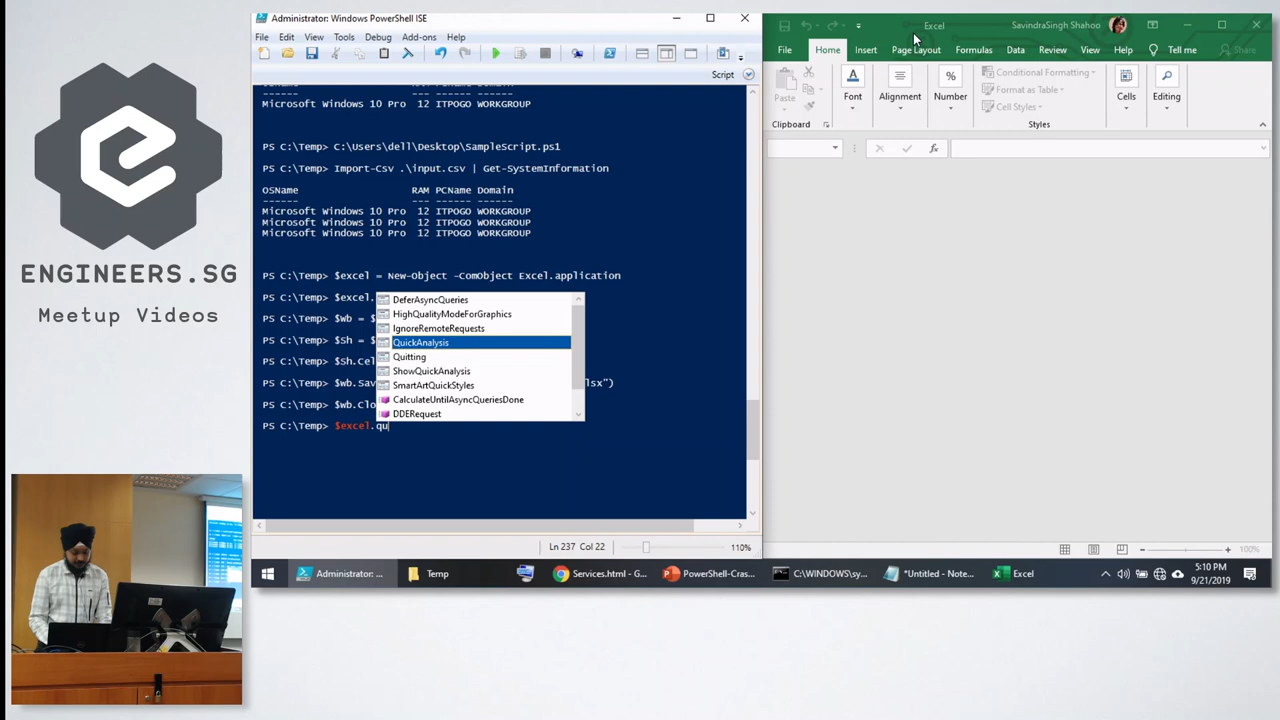 ENGINEERS.SG
Meetup Videos
Administrator: Windows PowerShell ISE
File Edit View Tools Debug Add-ons Help
Script
Microsoft Windows 10 Pro 12 ITPOGO WORKGROUP
PS C:\Temp> C:\Users\dell\Desktop\SampleScript.ps1
PS C:\Temp> Import-Csv .\input.csv | Get-SystemInformation
OSName RAM PCName Domain
------ --- ------ ------
Microsoft Windows 10 Pro 12 ITPOGO WORKGROUP
Microsoft Windows 10 Pro 12 ITPOGO WORKGROUP
Microsoft Windows 10 Pro 12 ITPOGO WORKGROUP
PS C:\Temp> $excel = New-Object -ComObject Excel.application
PS C:\Temp> $excel.
PS C:\Temp> $Wb = $
PS C:\Temp> $Sh = $
PS C:\Temp> $Sh.Cel
PS C:\Temp> $wb.Sav lsx")
PS C:\Temp> $wb.Clo
PS C:\Temp> $excel.qu
DeferAsyncQueries
HighQualityModeForGraphics
IgnoreRemoteRequests
QuickAnalysis
Quitting
ShowQuickAnalysis
SmartArtQuickStyles
CalculateUntilAsyncQueriesDone
DDERequest
Ln 237 Col 22
110%
Excel
SavindraSingh Shahoo
File Home Insert Page Layout Formulas Data Review View Help Tell me Share
Paste
Font
Alignment
Number
Conditional Formatting
Format as Table
Cell Styles
Cells
Editing
Clipboard
Styles
fx
100%
Administrator: ...
Temp
Services.html - G...
PowerShell-Cras...
C:\WINDOWS\sy...
*Untitled - Note...
Excel
5:10 PM
9/21/2019